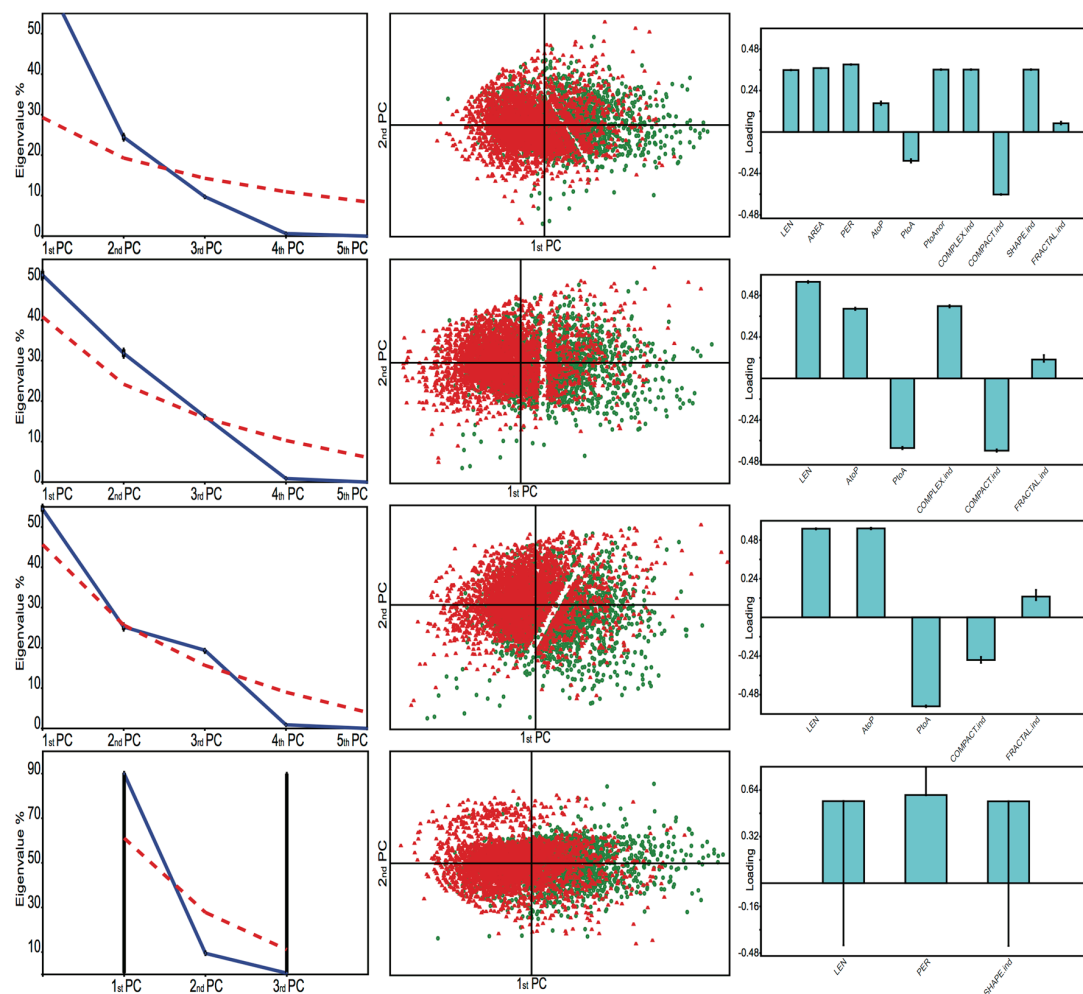 50
40
30
20
10
0
Eigenvalue %
1st PC 2nd PC 3rd PC 4th PC 5th PC
2nd PC
1st PC
0.48
0.24
-0.24
-0.48
Loading
LEN AREA PER AtoP PtoA PtoAnor COMPLEX.ind COMPACT.ind SHAPE.ind FRACTAL.ind
50
40
30
20
10
0
Eigenvalue %
1st PC 2nd PC 3rd PC 4th PC 5th PC
2nd PC
1st PC
0.48
0.24
-0.24
-0.48
Loading
LEN AtoP PtoA COMPLEX.ind COMPACT.ind FRACTAL.ind
50
40
30
20
10
0
Eigenvalue %
1st PC 2nd PC 3rd PC 4th PC 5th PC
2nd PC
1st PC
0.48
0.24
-0.24
-0.48
Loading
LEN AtoP PtoA COMPACT.ind FRACTAL.ind
90
70
50
30
10
Eigenvalue %
1st PC 2nd PC 3rd PC
2nd PC
1st PC
0.64
0.32
-0.16
-0.48
Loading
LEN PER SHAPE.ind